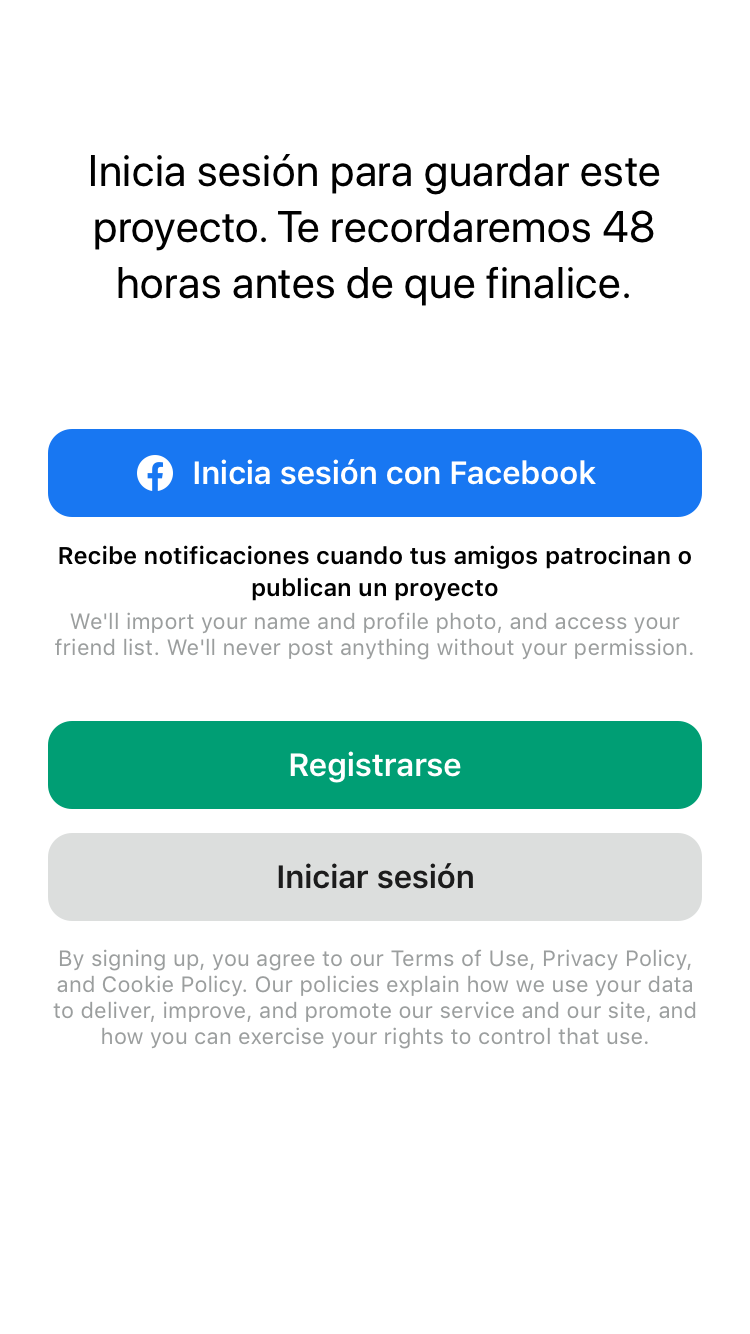 Inicia sesión para guardar este
proyecto. Te recordaremos 48
horas antes de que finalice.
Inicia sesión con Facebook
Recibe notificaciones cuando tus amigos patrocinan o
publican un proyecto
We'll import your name and profile photo, and access your
friend list. We'll never post anything without your permission.
Registrarse
Iniciar sesión
By signing up, you agree to our Terms of Use, Privacy Policy,
and Cookie Policy. Our policies explain how we use your data
to deliver, improve, and promote our service and our site, and
how you can exercise your rights to control that use.